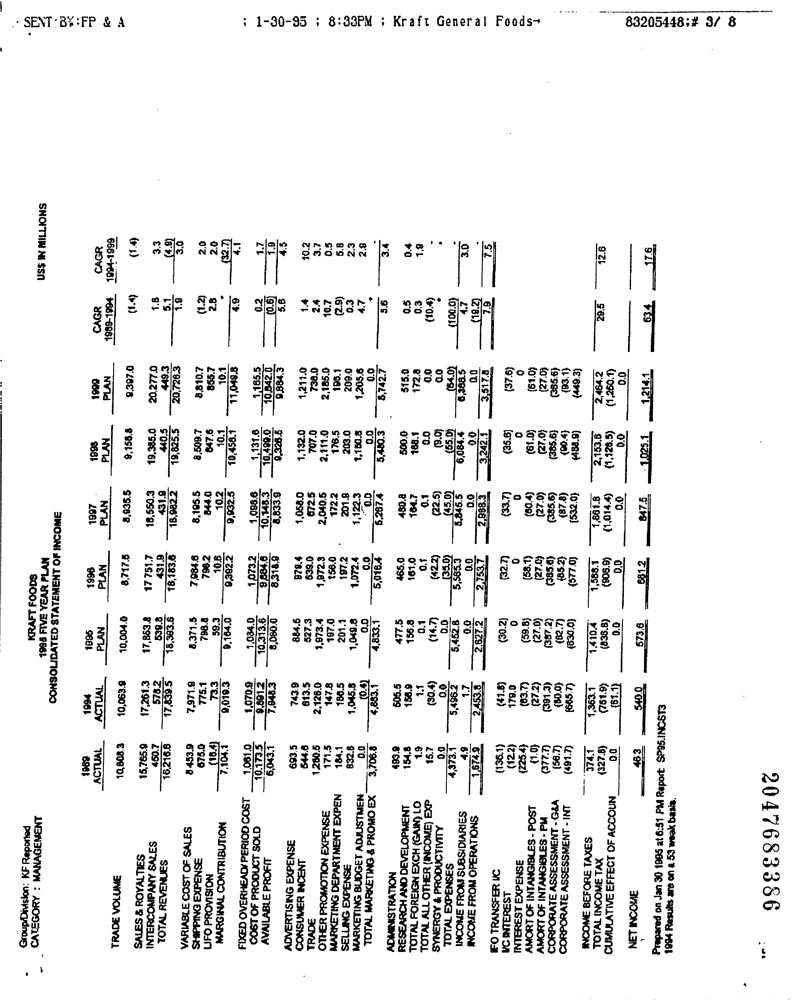 SENT BY:FP & A ; 1-30-95 ; 8:33PM ; Kraft General Foods→ 83205448;# 3/ 8
Group/Division: KF Reported
CATEGORY : MANAGEMENT
KRAFT FOODS
1995 FIVE YEAR PLAN
CONSOLIDATED STATEMENT OF INCOME
US$ IN MILLIONS
1989 1994 1995 1996 1997 1998 1999 CAGR CAGR
ACTUAL ACTUAL PLAN PLAN PLAN PLAN PLAN 1989-1994 1994-1999
TRADE VOLUME 10,808.3 10,063.9 10,004.0 8,717.5 8,935.5 9,158.8 9,397.0 (1.4) (1.4)
SALES & ROYALTIES 15,765.9 17,261.3 17,853.8 17,751.7 18,550.3 19,385.0 20,277.0 1.8 3.3
INTERCOMPANY SALES 450.7 578.2 539.8 431.9 431.9 440.5 449.3 5.1 (4.9)
TOTAL REVENUES 16,216.6 17,839.5 18,393.6 18,183.6 18,982.2 19,825.5 20,726.3 1.9 3.0
VARIABLE COST OF SALES 8,453.9 7,971.9 8,371.5 7,984.6 8,195.5 8,509.7 8,810.7 (1.2) 2.0
SHIPPING EXPENSE 675.0 775.1 798.8 796.2 844.0 847.6 855.7 2.8 2.0
LIFO PROVISION (16.4) 73.3 59.3 10.6 10.2 10.1 10.1 * (32.7)
MARGINAL CONTRIBUTION 7,104.1 9,019.3 9,164.0 9,392.2 9,932.5 10,458.1 11,049.8 4.9 4.1
FIXED OVERHEAD/PERIOD COST 1,061.0 1,070.9 1,034.0 1,073.2 1,098.6 1,131.6 1,165.5 0.2 1.7
COST OF PRODUCT SOLD 10,173.5 9,891.2 10,313.6 9,864.6 10,148.3 10,499.0 10,842.0 (0.6) 1.9
AVAILABLE PROFIT 6,043.1 7,948.3 8,080.0 8,318.9 8,833.9 9,326.5 9,884.3 5.6 4.5
ADVERTISING EXPENSE 693.5 743.9 884.5 979.4 1,058.0 1,132.0 1,211.0 1.4 10.2
CONSUMER INCENT 544.6 613.5 527.3 539.0 672.5 707.0 736.0 2.4 3.7
TRADE 1,280.5 2,128.0 1,973.4 1,972.3 2,040.5 2,111.0 2,185.0 10.7 0.5
OTHER PROMOTION EXPENSE 171.5 147.8 197.0 156.0 172.2 176.5 196.1 (2.9) 5.8
MARKETING DEPARTMENT EXPEN 184.1 186.5 201.1 197.2 201.9 203.0 209.0 0.3 2.3
SELLING EXPENSE 832.8 1,045.8 1,049.8 1,072.4 1,122.3 1,150.8 1,205.6 4.7 2.9
MARKETING BUDGET ADJUSTMEN 0.0 (0.4) 0.0 0.0 0.0 0.0 0.0 *
TOTAL MARKETING & PROMO EX 3,706.8 4,863.1 4,833.1 5,016.4 5,267.4 5,480.3 5,742.7 5.6 3.4
ADMINISTRATION 493.9 505.5 477.5 465.0 480.8 500.0 515.0 0.5 0.4
RESEARCH AND DEVELOPMENT 154.8 156.9 156.8 161.0 164.7 168.1 172.8 0.3 1.9
TOTAL FOREIGN EXCH (GAIN) LO 1.9 1.1 0.1 0.1 0.1 0.0 0.0 (10.4) *
TOTAL ALL OTHER (INCOME) EXP 15.7 (30.4) (14.7) (42.2) (22.5) (9.0) 0.0 *
SYNERGY & PRODUCTIVITY 0.0 0.0 0.0 (35.0) (45.0) (55.0) (64.0) (100.0) *
TOTAL EXPENSES 4,373.1 5,496.2 5,452.8 5,565.3 5,845.5 6,084.4 6,366.5 4.7 3.0
INCOME FROM SUBSIDIARIES 4.9 1.7 0.0 0.0 0.0 0.0 0.0 (19.2) *
INCOME FROM OPERATIONS 1,674.9 2,453.8 2,627.2 2,753.7 2,988.3 3,242.1 3,517.8 7.9 7.5
IFO TRANSFER I/C (136.1) (41.8) (30.2) (32.7) (33.7) (35.6) (37.6)
I/C INTEREST (12.2) 179.0 0 0 0 0 0
INTEREST EXPENSE (225.4) (63.7) (59.8) (58.1) (60.4) (61.0) (61.0)
AMORT OF INTANGIBLES - POST (1.0) (27.2) (27.0) (27.0) (27.0) (27.0) (27.0)
AMORT OF INTANGIBLES - PM (377.7) (391.3) (387.2) (385.6) (385.6) (385.6) (385.6)
CORPORATE ASSESSMENT - G&A (56.7) (50.0) (82.7) (85.2) (87.8) (90.4) (93.1)
CORPORATE ASSESSMENT - INT (491.7) (665.7) (630.0) (577.0) (532.0) (488.9) (449.3)
INCOME BEFORE TAXES 374.1 1,363.1 1,410.4 1,588.1 1,861.8 2,153.6 2,464.2 29.5 12.6
TOTAL INCOME TAX (327.8) (761.9) (836.8) (906.9) (1,014.4) (1,128.5) (1,250.1)
CUMULATIVE EFFECT OF ACCOUN 0.0 (61.1) 0.0 0.0 0.0 0.0 0.0
NET INCOME 46.3 540.0 573.6 681.2 847.5 1,025.1 1,214.1 63.4 17.6
Prepared on Jan 30 1995 at 6:51 PM Report: SP95.INCST3
1994 Results are on a 53 week basis.
2047683386